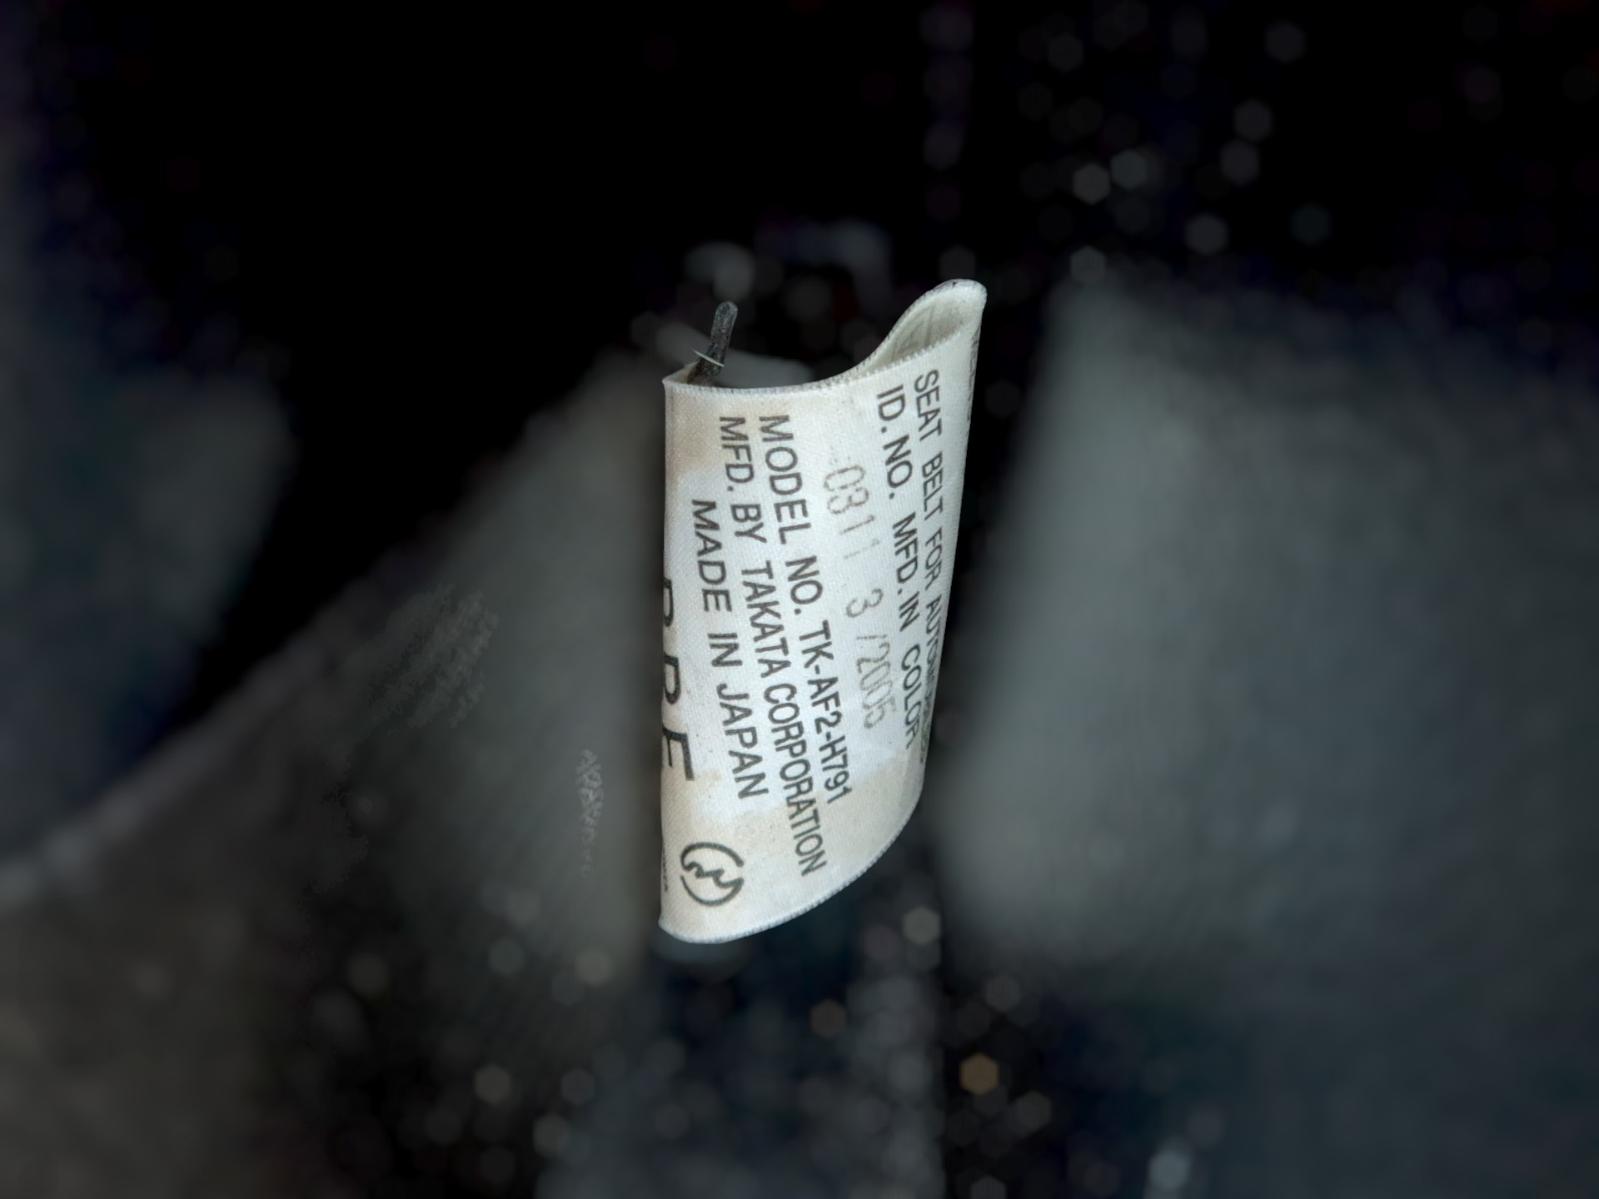 SEAT BELT FOR
ID. NO. MFD. IN COLOR
0311 3 /2005
MODEL NO. TK-AF2-H791
MFD. BY TAKATA CORPORATION
MADE IN JAPAN